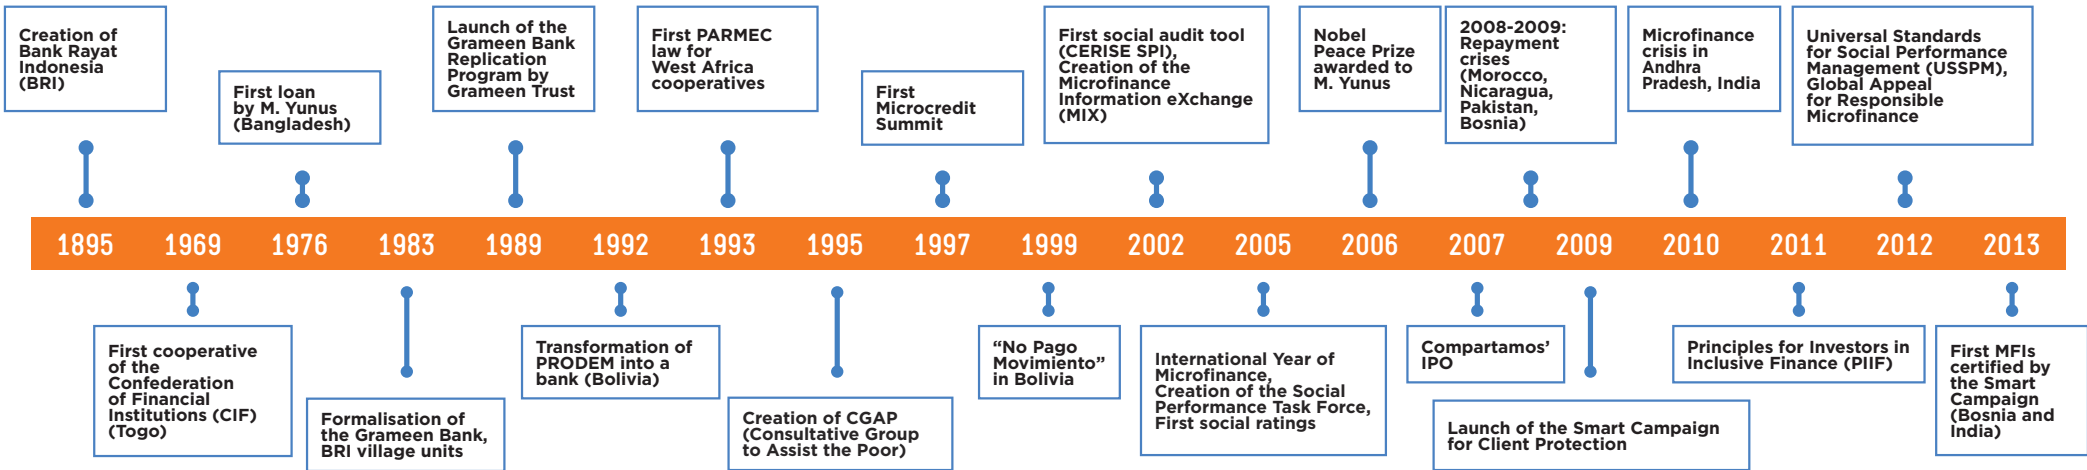 Creation of
Bank Rayat
Indonesia
(BRI)
First loan
by M. Yunus
(Bangladesh)
Launch of the
Grameen Bank
Replication
Program by
Grameen Trust
First PARMEC
law for
West Africa
cooperatives
First
Microcredit
Summit
First social audit tool
(CERISE SPI),
Creation of the
Microfinance
Information eXchange
(MIX)
Nobel
Peace Prize
awarded to
M. Yunus
2008-2009:
Repayment
crises
(Morocco,
Nicaragua,
Pakistan,
Bosnia)
Microfinance
crisis in
Andhra
Pradesh, India
Universal Standards
for Social Performance
Management (USSPM),
Global Appeal
for Responsible
Microfinance
1895 1969 1976 1983 1989 1992 1993 1995 1997 1999 2002 2005 2006 2007 2009 2010 2011 2012 2013
First cooperative
of the
Confederation
of Financial
Institutions (CIF)
(Togo)
Formalisation of
the Grameen Bank,
BRI village units
Transformation of
PRODEM into a
bank (Bolivia)
Creation of CGAP
(Consultative Group
to Assist the Poor)
“No Pago
Movimiento”
in Bolivia
International Year of
Microfinance,
Creation of the Social
Performance Task Force,
First social ratings
Compartamos’
IPO
Launch of the Smart Campaign
for Client Protection
Principles for Investors in
Inclusive Finance (PIIF)
First MFIs
certified by
the Smart
Campaign
(Bosnia and
India)